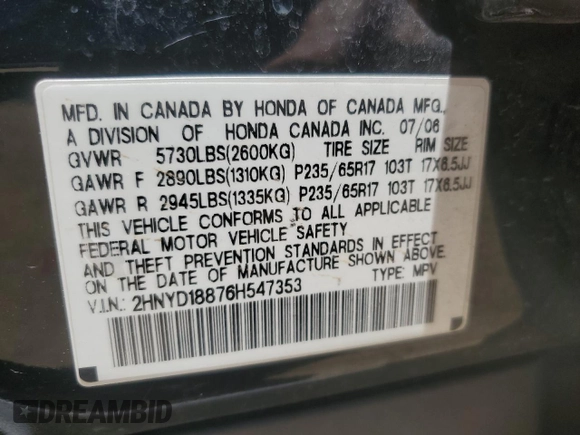 MFD. IN CANADA BY HONDA OF CANADA MFG.,
A DIVISION OF HONDA CANADA INC. 07/06
GVWR 5730LBS(2600KG) TIRE SIZE RIM SIZE
GAWR F 2890LBS(1310KG) P235/65R17 103T 17X6.5JJ
GAWR R 2945LBS(1335KG) P235/65R17 103T 17X6.5JJ
THIS VEHICLE CONFORMS TO ALL APPLICABLE
FEDERAL MOTOR VEHICLE SAFETY
AND THEFT PREVENTION STANDARDS IN EFFECT
ON THE DATE OF MANUFACTURE SHOWN ABOVE.
V.I.N.: 2HNYD18876H547353 TYPE: MPV
DREAMBID